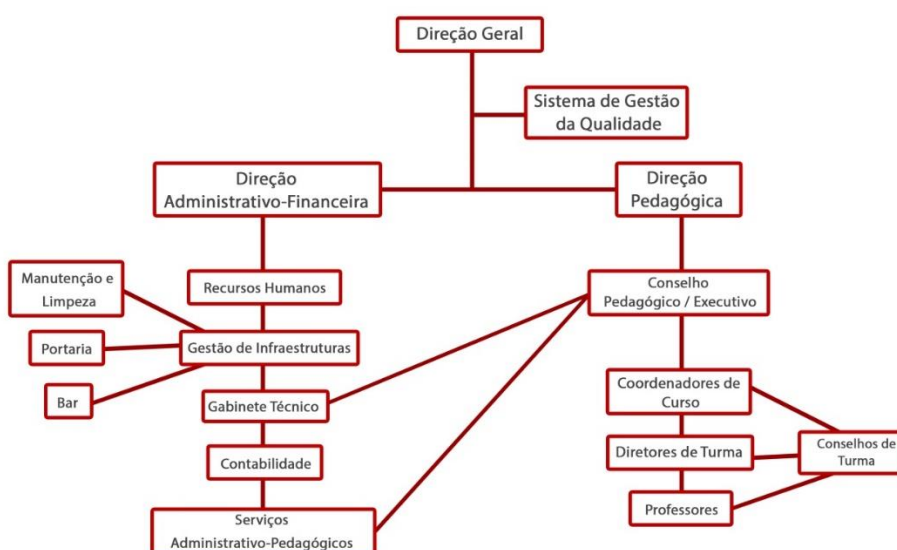 Direção Geral
Sistema de Gestão
da Qualidade
Direção
Administrativo-Financeira
Direção
Pedagógica
Manutenção e
Limpeza
Recursos Humanos
Conselho
Pedagógico / Executivo
Portaria
Gestão de Infraestruturas
Bar
Gabinete Técnico
Coordenadores de
Curso
Contabilidade
Diretores de Turma
Conselhos de
Turma
Serviços
Administrativo-Pedagógicos
Professores